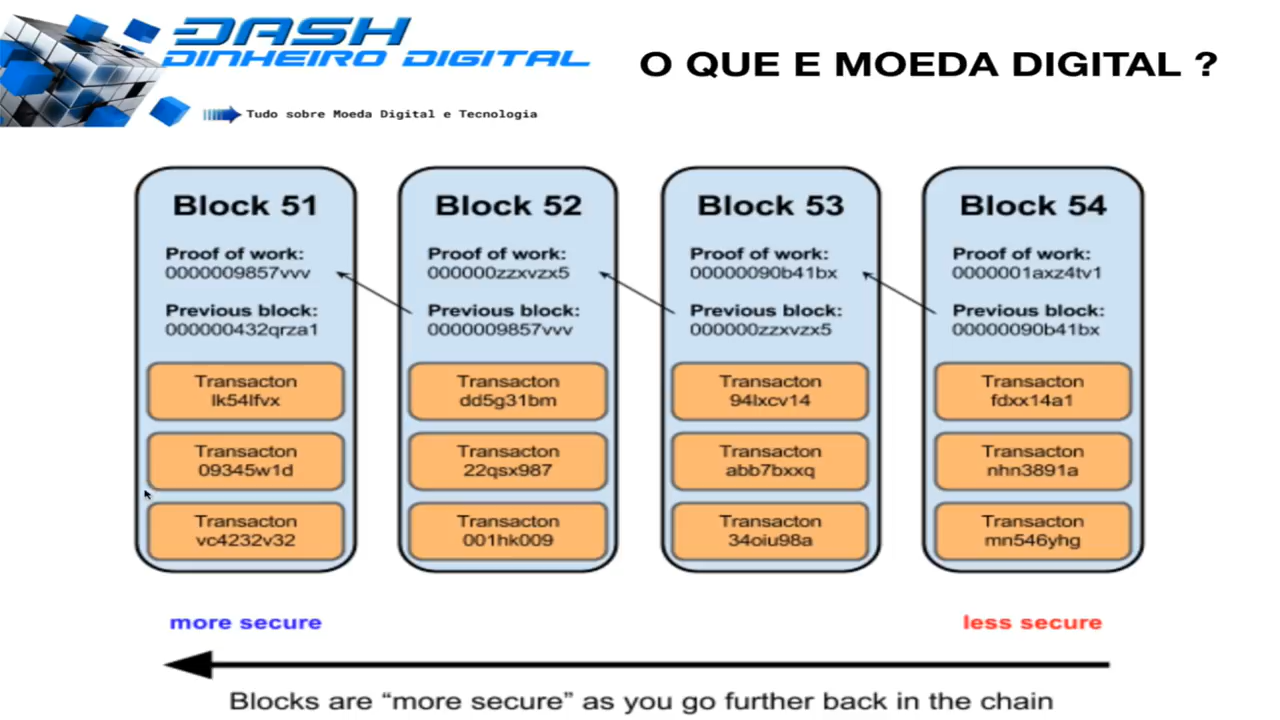 DASH
DINHEIRO DIGITAL
Tudo sobre Moeda Digital e Tecnologia
O QUE E MOEDA DIGITAL ?
Block 51
Proof of work:
0000009857vvv
Previous block:
000000432qrza1
Transacton
lk54lfvx
Transacton
09345w1d
Transacton
vc4232v32
Block 52
Proof of work:
000000zzxvzx5
Previous block:
0000009857vvv
Transacton
dd5g31bm
Transacton
22qsx987
Transacton
001hk009
Block 53
Proof of work:
00000090b41bx
Previous block:
000000zzxvzx5
Transacton
94lxcv14
Transacton
abb7bxxq
Transacton
34oiu98a
Block 54
Proof of work:
0000001axz4tv1
Previous block:
00000090b41bx
Transacton
fdxx14a1
Transacton
nhn3891a
Transacton
mn546yhg
more secure
less secure
Blocks are “more secure” as you go further back in the chain